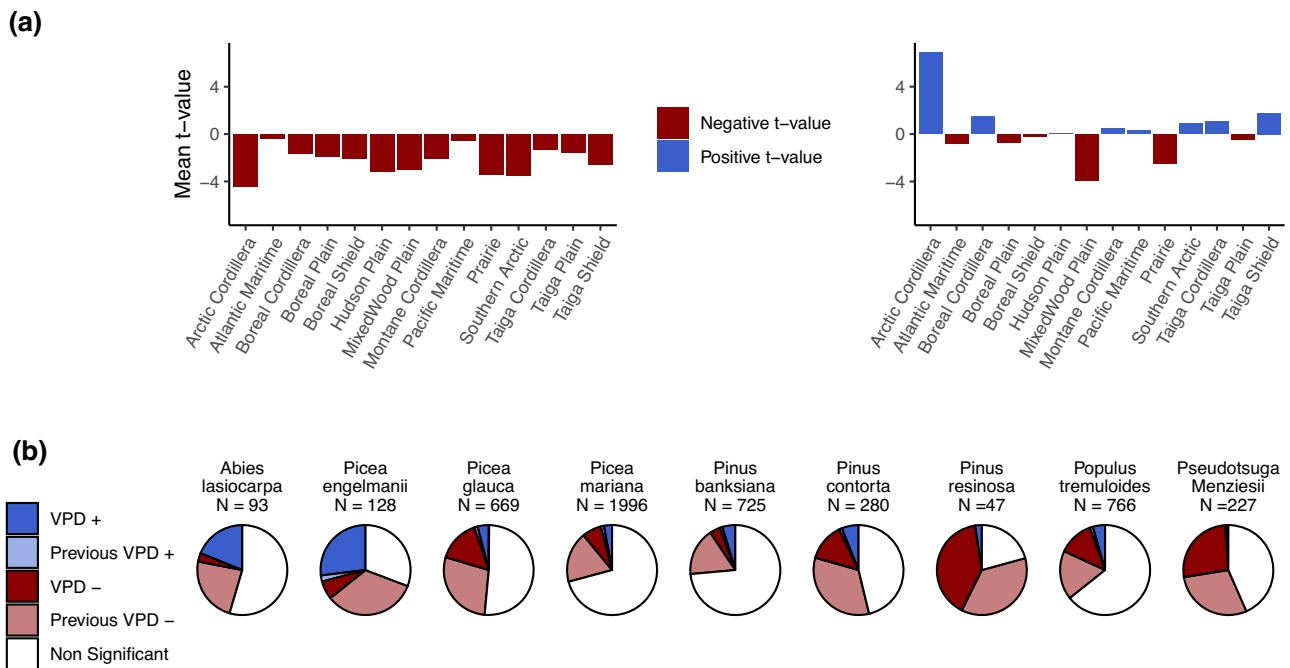 (a)
Mean t−value
4
0
−4
Arctic Cordillera
Atlantic Maritime
Boreal Cordillera
Boreal Plain
Boreal Shield
Hudson Plain
MixedWood Plain
Montane Cordillera
Pacific Maritime
Prairie
Southern Arctic
Taiga Cordillera
Taiga Plain
Taiga Shield
Negative t−value
Positive t−value
4
0
−4
Arctic Cordillera
Atlantic Maritime
Boreal Cordillera
Boreal Plain
Boreal Shield
Hudson Plain
MixedWood Plain
Montane Cordillera
Pacific Maritime
Prairie
Southern Arctic
Taiga Cordillera
Taiga Plain
Taiga Shield
(b)
VPD +
Previous VPD +
VPD −
Previous VPD −
Non Significant
Abies
lasiocarpa
N = 93
Picea
engelmanii
N = 128
Picea
glauca
N = 669
Picea
mariana
N = 1996
Pinus
banksiana
N = 725
Pinus
contorta
N = 280
Pinus
resinosa
N =47
Populus
tremuloides
N = 766
Pseudotsuga
Menziesii
N =227